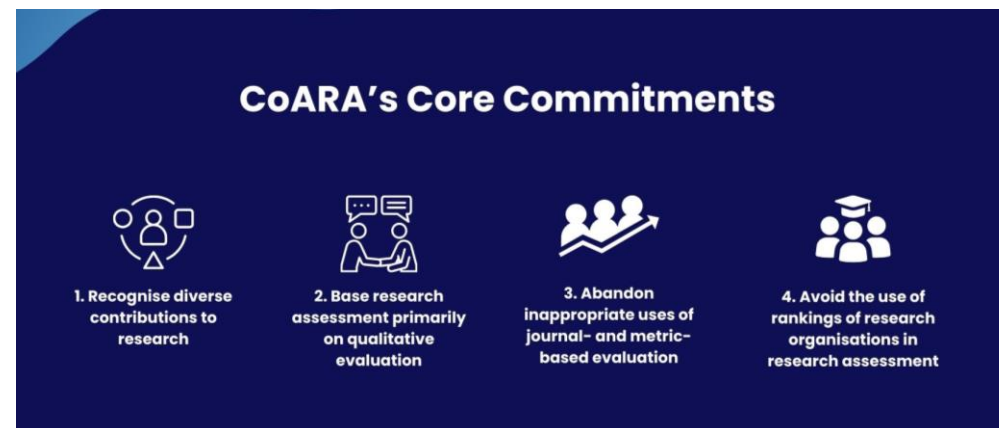 CoARA's Core Commitments
1. Recognise diverse
contributions to
research
2. Base research
assessment primarily
on qualitative
evaluation
3. Abandon
inappropriate uses of
journal- and metric-
based evaluation
4. Avoid the use of
rankings of research
organisations in
research assessment